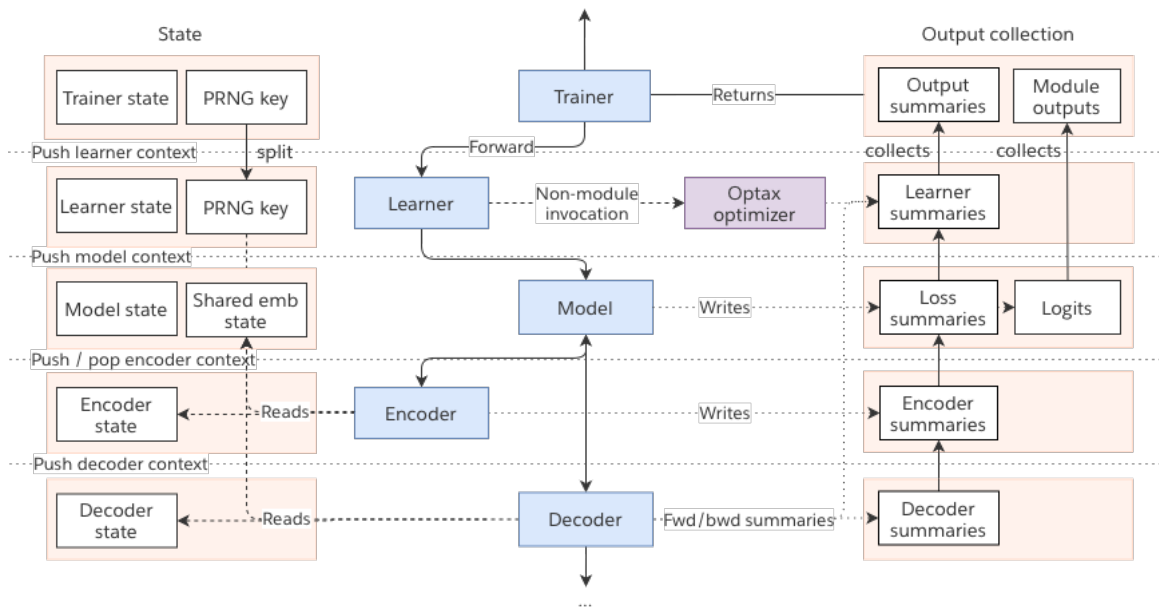 State
Output collection
Trainer state
PRNG key
Trainer
Returns
Output
summaries
Module
outputs
Push learner context
split
Forward
collects
collects
Learner state
PRNG key
Learner
Non-module
invocation
Optax
optimizer
Learner
summaries
Push model context
Model state
Shared emb
state
Model
Writes
Loss
summaries
Logits
Push / pop encoder context
Encoder
state
Reads
Encoder
Writes
Encoder
summaries
Push decoder context
Decoder
state
Reads
Decoder
Fwd/bwd summaries
Decoder
summaries
...